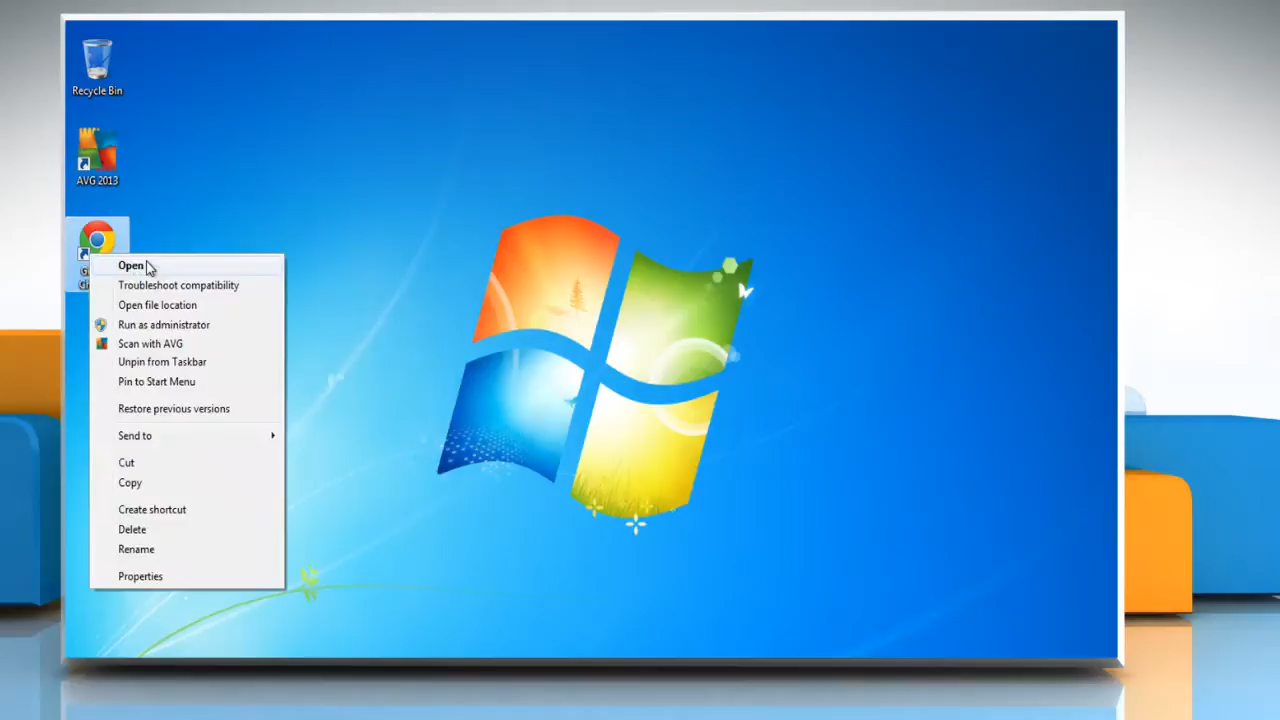 Recycle Bin
AVG 2013
Open
Troubleshoot compatibility
Open file location
Run as administrator
Scan with AVG
Unpin from Taskbar
Pin to Start Menu
Restore previous versions
Send to
Cut
Copy
Create shortcut
Delete
Rename
Properties